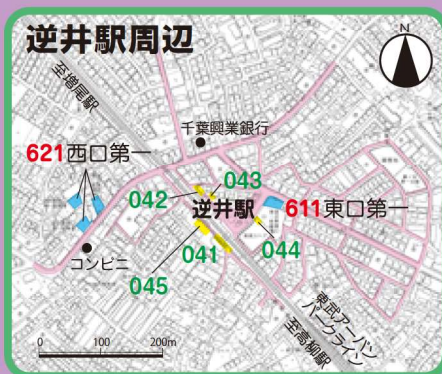 逆井駅周辺
N
至増尾駅
千葉興業銀行
621西口第一
042
043
逆井駅
611東口第一
041
044
045
コンビニ
東武アーバン
パークライン
至高柳駅
0 100 200m